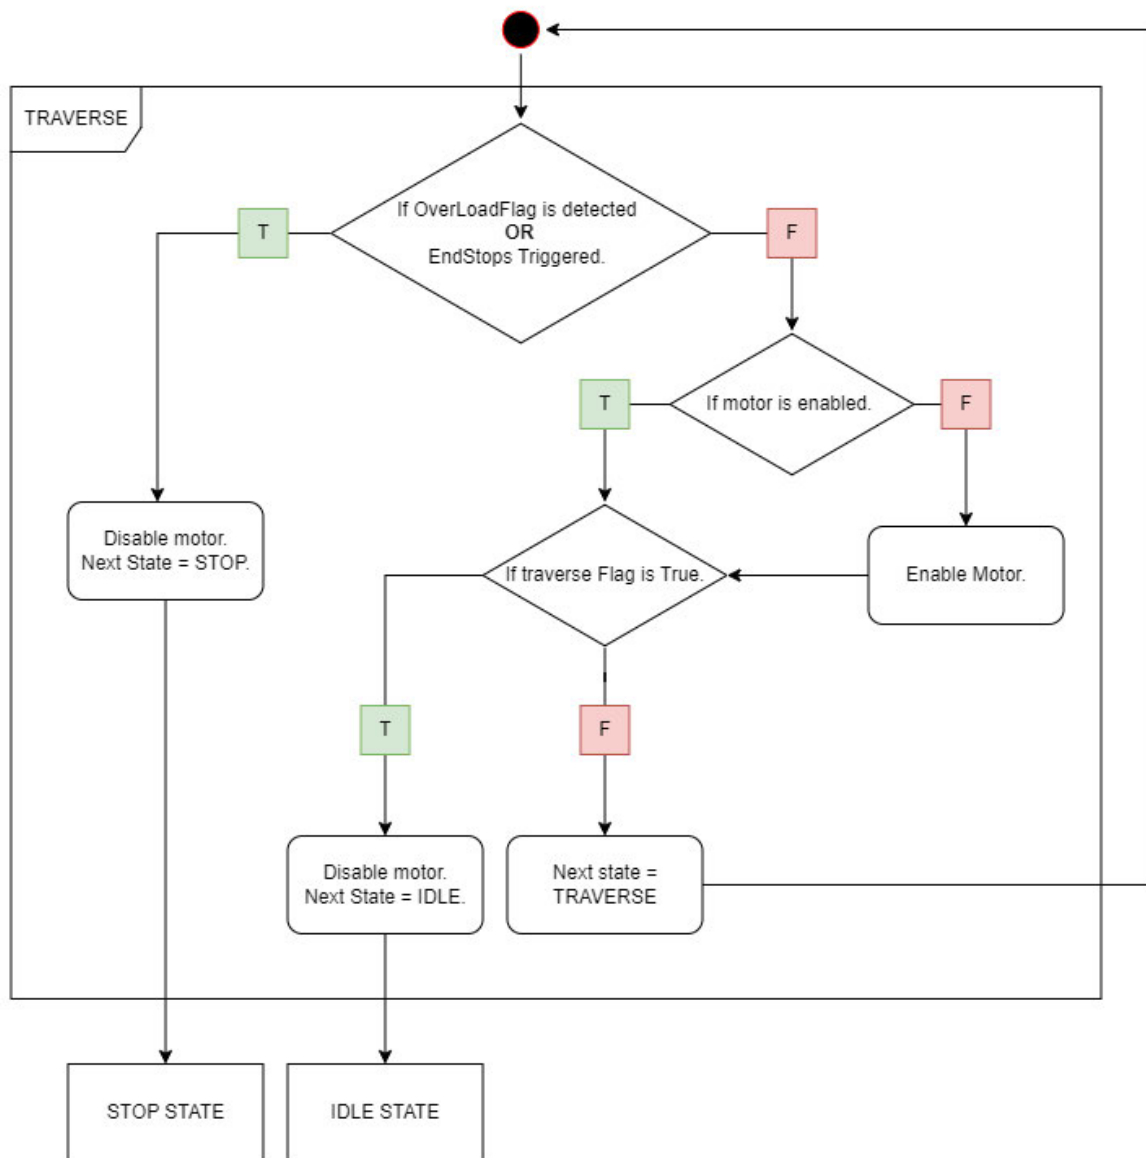 TRAVERSE
If OverLoadFlag is detected
OR
EndStops Triggered.
T
F
If motor is enabled.
T
F
Disable motor.
Next State = STOP.
If traverse Flag is True.
Enable Motor.
T
F
Disable motor.
Next State = IDLE.
Next state =
TRAVERSE
STOP STATE
IDLE STATE